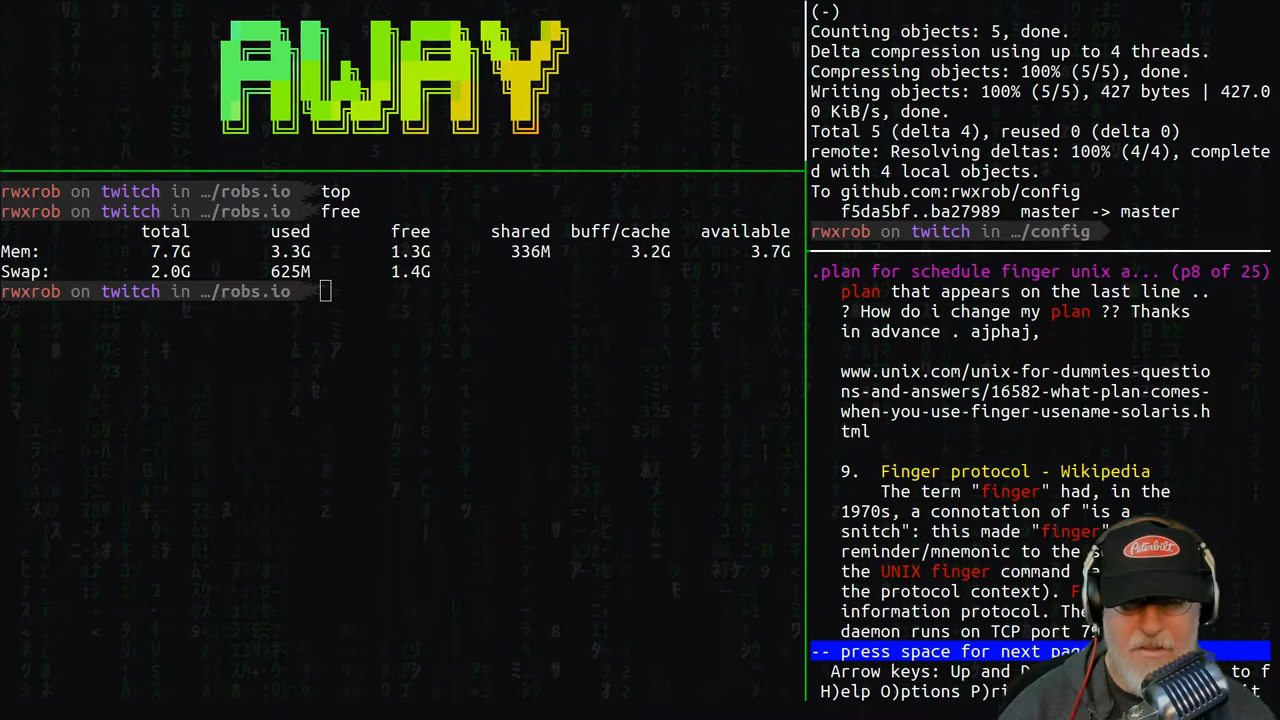 AWAY
rwxrob on twitch in …/robs.io top
rwxrob on twitch in …/robs.io free
total used free shared buff/cache available
Mem: 7.7G 3.3G 1.3G 336M 3.2G 3.7G
Swap: 2.0G 625M 1.4G
rwxrob on twitch in …/robs.io
(-)
Counting objects: 5, done.
Delta compression using up to 4 threads.
Compressing objects: 100% (5/5), done.
Writing objects: 100% (5/5), 427 bytes | 427.0
0 KiB/s, done.
Total 5 (delta 4), reused 0 (delta 0)
remote: Resolving deltas: 100% (4/4), complete
d with 4 local objects.
To github.com:rwxrob/config
f5da5bf..ba27989 master -> master
rwxrob on twitch in …/config
.plan for schedule finger unix a... (p8 of 25)
plan that appears on the last line ..
? How do i change my plan ?? Thanks
in advance . ajphaj,
www.unix.com/unix-for-dummies-questio
ns-and-answers/16582-what-plan-comes-
when-you-use-finger-usename-solaris.h
tml
9. Finger protocol - Wikipedia
The term "finger" had, in the
1970s, a connotation of "is a
snitch": this made "finger"
reminder/mnemonic to the
the UNIX finger command
the protocol context).
information protocol. The
daemon runs on TCP port 79
-- press space for next page
Arrow keys: Up and to f
H)elp O)ptions P)ri it
Peterbilt